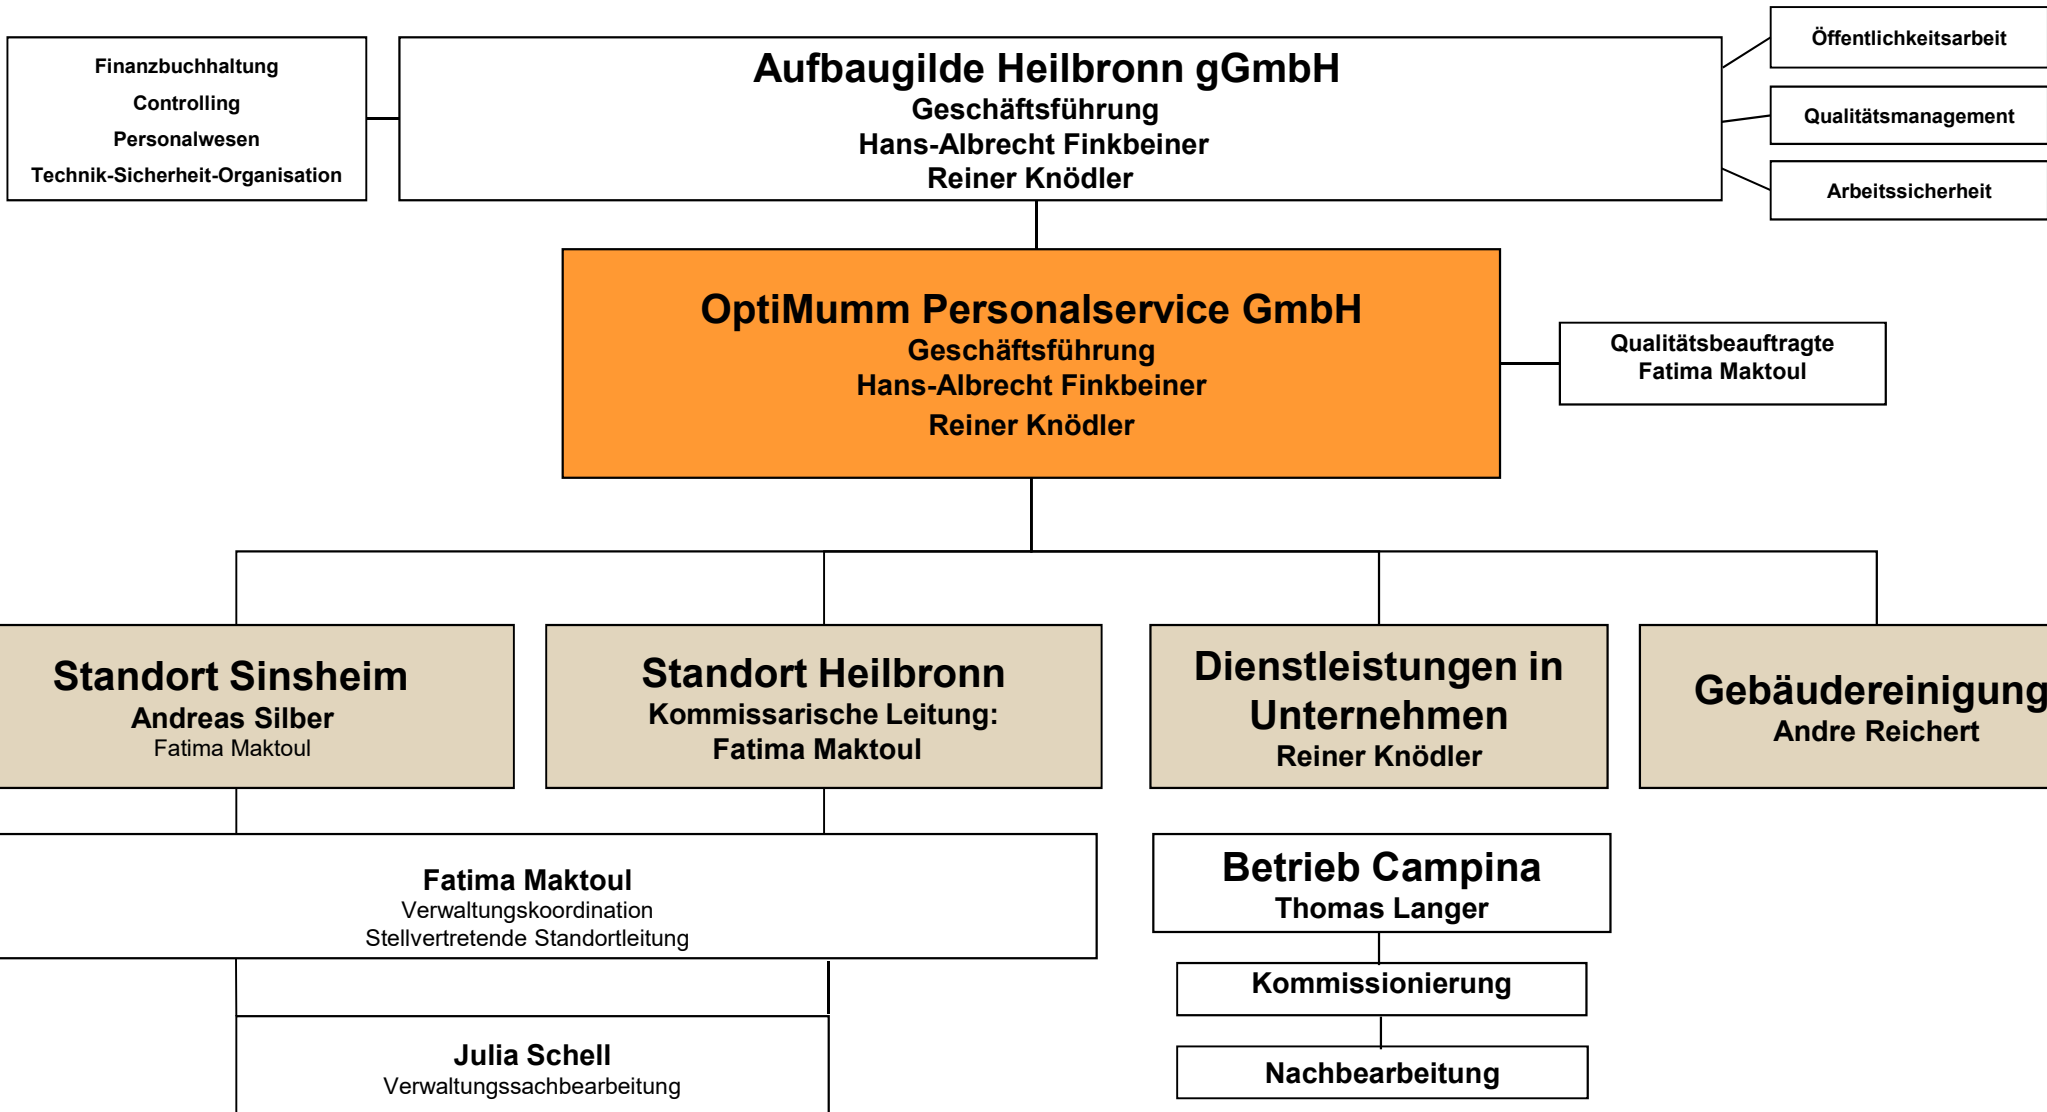 Finanzbuchhaltung
Controlling
Personalwesen
Technik-Sicherheit-Organisation
Aufbaugilde Heilbronn gGmbH
Geschäftsführung
Hans-Albrecht Finkbeiner
Reiner Knödler
Öffentlichkeitsarbeit
Qualitätsmanagement
Arbeitssicherheit
OptiMumm Personalservice GmbH
Geschäftsführung
Hans-Albrecht Finkbeiner
Reiner Knödler
Qualitätsbeauftragte
Fatima Maktoul
Standort Sinsheim
Andreas Silber
Fatima Maktoul
Standort Heilbronn
Kommissarische Leitung:
Fatima Maktoul
Dienstleistungen in
Unternehmen
Reiner Knödler
Gebäudereinigung
Andre Reichert
Fatima Maktoul
Verwaltungskoordination
Stellvertretende Standortleitung
Betrieb Campina
Thomas Langer
Kommissionierung
Nachbearbeitung
Julia Schell
Verwaltungssachbearbeitung